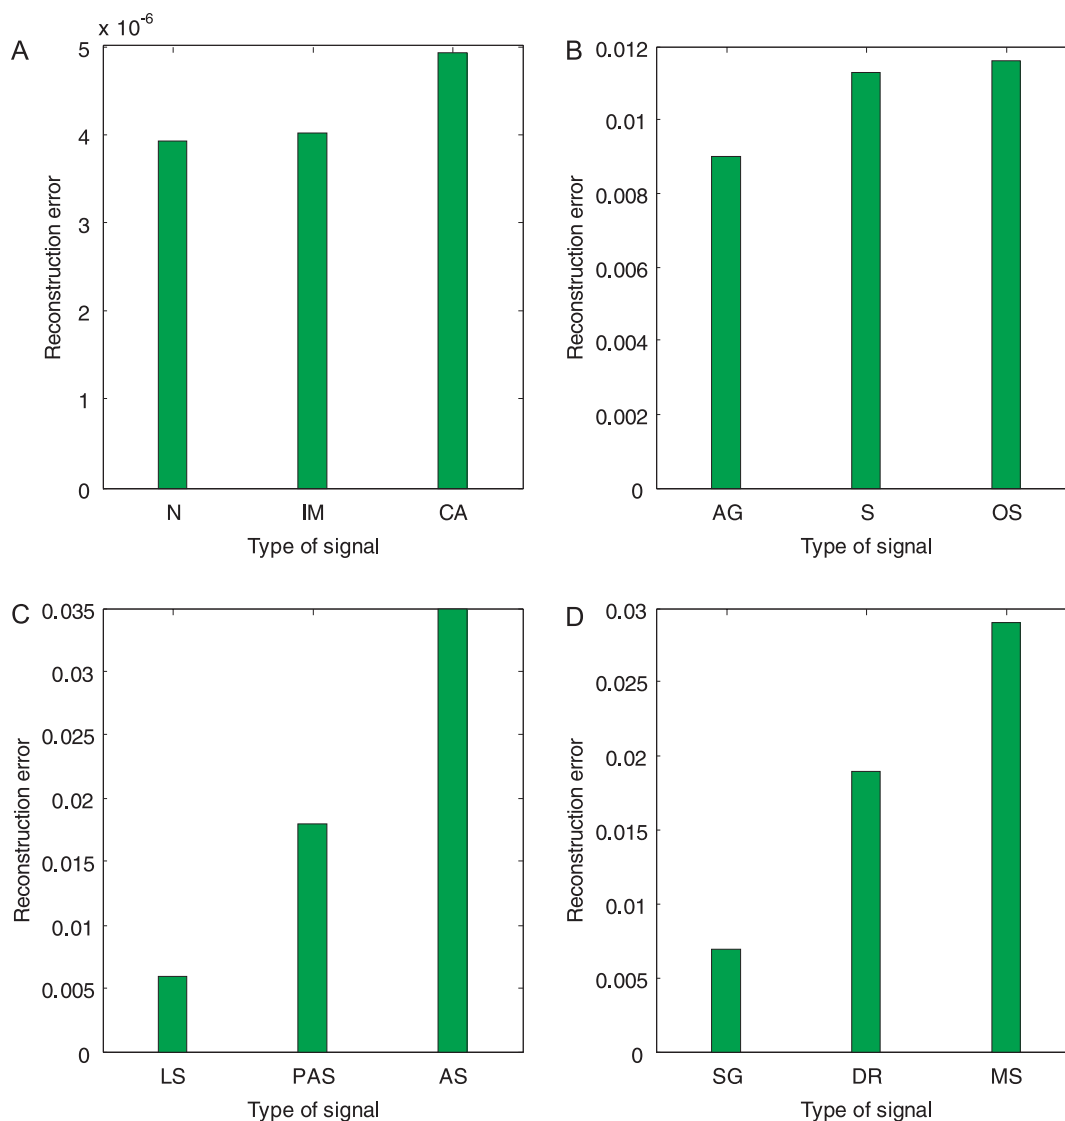 A
x 10-6
Reconstruction error
5
4
3
2
1
0
N IM CA
Type of signal
B
Reconstruction error
0.012
0.01
0.008
0.006
0.004
0.002
0
AG S OS
Type of signal
C
Reconstruction error
0.035
0.03
0.025
0.02
0.015
0.01
0.005
0
LS PAS AS
Type of signal
D
Reconstruction error
0.03
0.025
0.02
0.015
0.01
0.005
0
SG DR MS
Type of signal